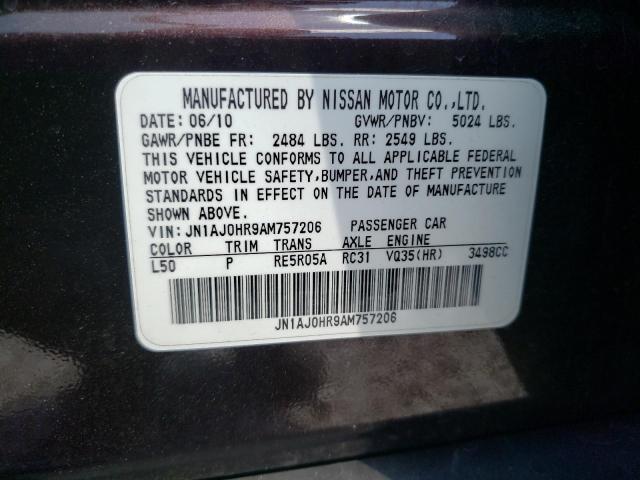 MANUFACTURED BY NISSAN MOTOR CO.,LTD.
DATE: 06/10 GVWR/PNBV: 5024 LBS.
GAWR/PNBE FR: 2484 LBS. RR: 2549 LBS.
THIS VEHICLE CONFORMS TO ALL APPLICABLE FEDERAL
MOTOR VEHICLE SAFETY,BUMPER,AND THEFT PREVENTION
STANDARDS IN EFFECT ON THE DATE OF MANUFACTURE
SHOWN ABOVE.
VIN: JN1AJ0HR9AM757206 PASSENGER CAR
COLOR TRIM TRANS AXLE ENGINE
L50 P RE5R05A RC31 VQ35(HR) 3498CC
JN1AJ0HR9AM757206